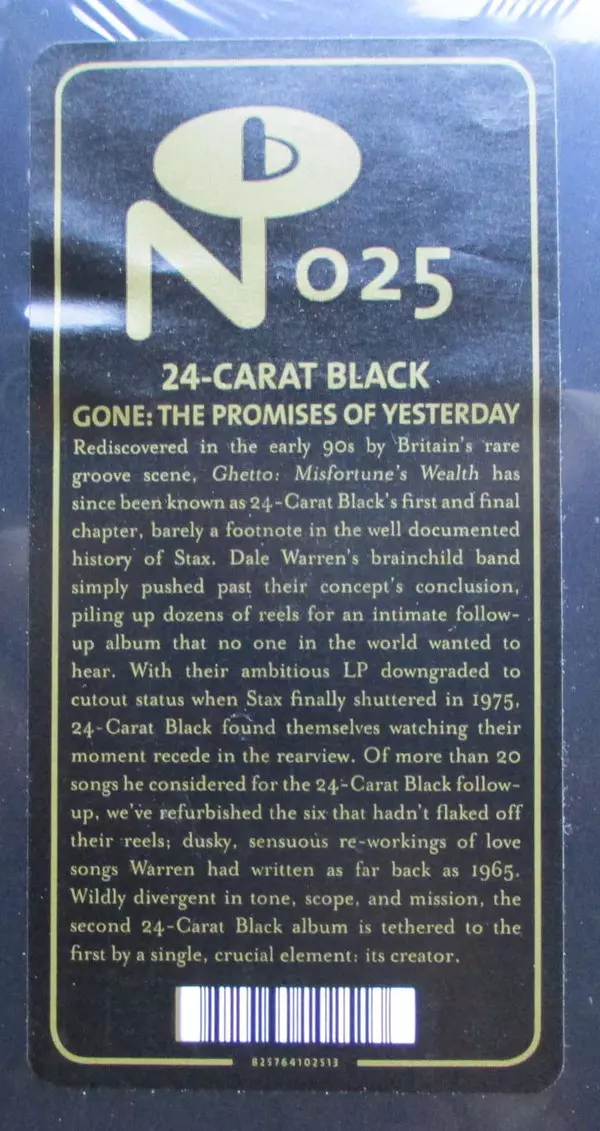 b
No 025
24-CARAT BLACK
GONE: THE PROMISES OF YESTERDAY
Rediscovered in the early 90s by Britain's rare
groove scene, Ghetto: Misfortune's Wealth has
since been known as 24-Carat Black's first and final
chapter, barely a footnote in the well documented
history of Stax. Dale Warren's brainchild band
simply pushed past their concept's conclusion,
piling up dozens of reels for an intimate follow-
up album that no one in the world wanted to
hear. With their ambitious LP downgraded to
cutout status when Stax finally shuttered in 1975,
24-Carat Black found themselves watching their
moment recede in the rearview. Of more than 20
songs he considered for the 24-Carat Black follow-
up, we've refurbished the six that hadn't flaked off
their reels; dusky, sensuous re-workings of love
songs Warren had written as far back as 1965.
Wildly divergent in tone, scope, and mission, the
second 24-Carat Black album is tethered to the
first by a single, crucial element: its creator.
825764102513